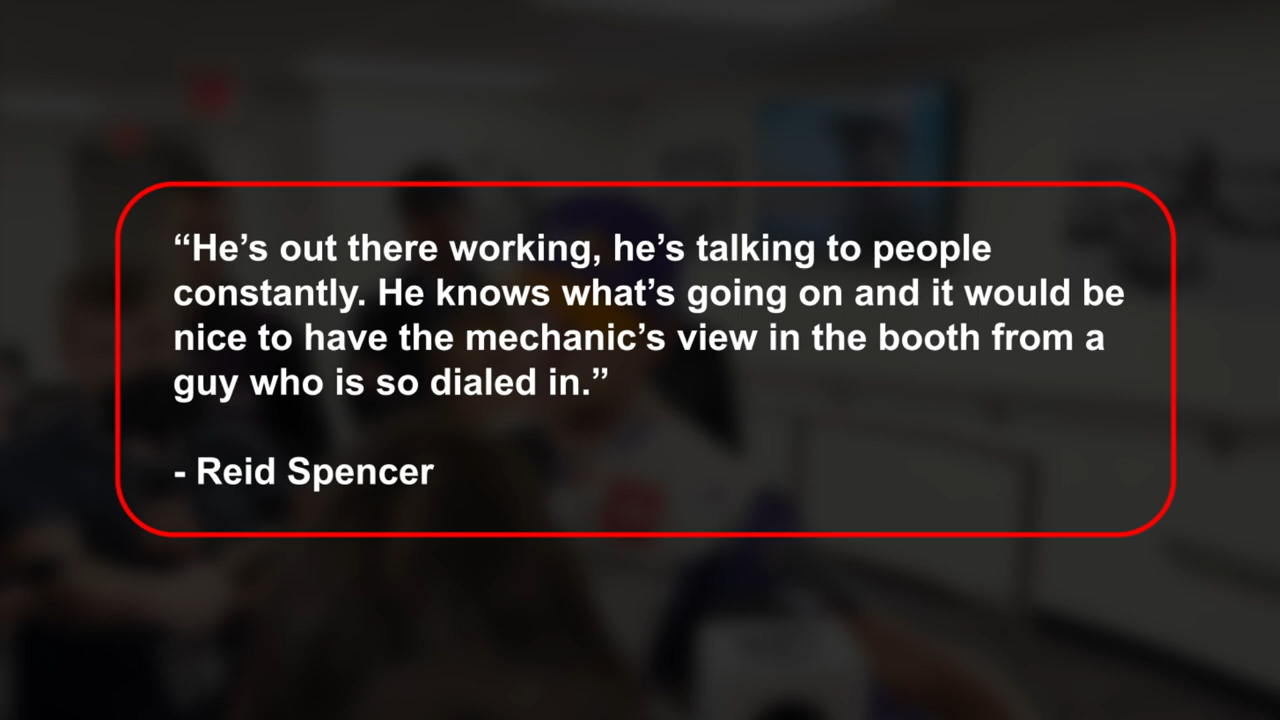 “He’s out there working, he’s talking to people
constantly. He knows what’s going on and it would be
nice to have the mechanic’s view in the booth from a
guy who is so dialed in.”
- Reid Spencer